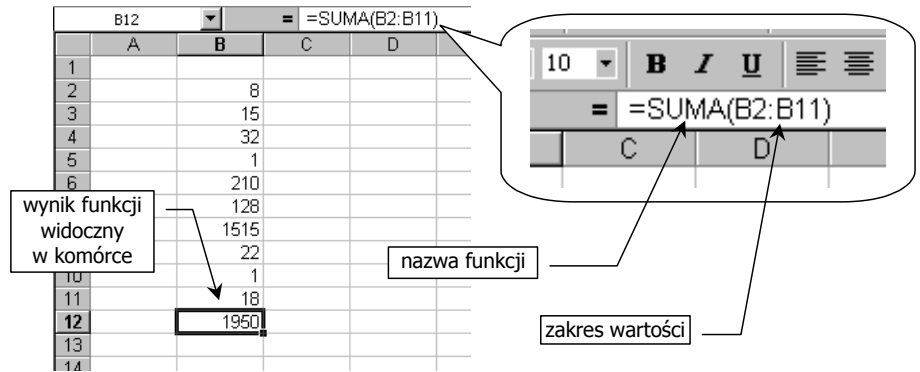 B12 = =SUMA(B2:B11)
A B C D
1
2 8
3 15
4 32
5 1
6 210
128
1515
22
10 1
11 18
12 1950
13
14
wynik funkcji
widoczny
w komórce
10 B I U
= =SUMA(B2:B11)
C D
nazwa funkcji
zakres wartości